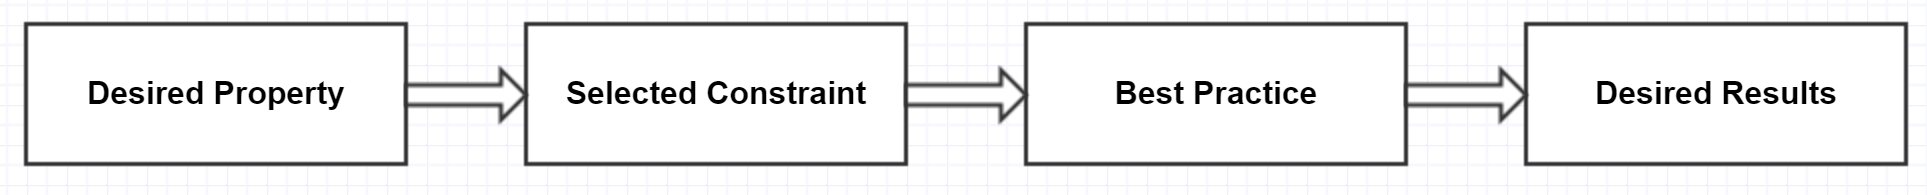 Desired Property
Selected Constraint
Best Practice
Desired Results